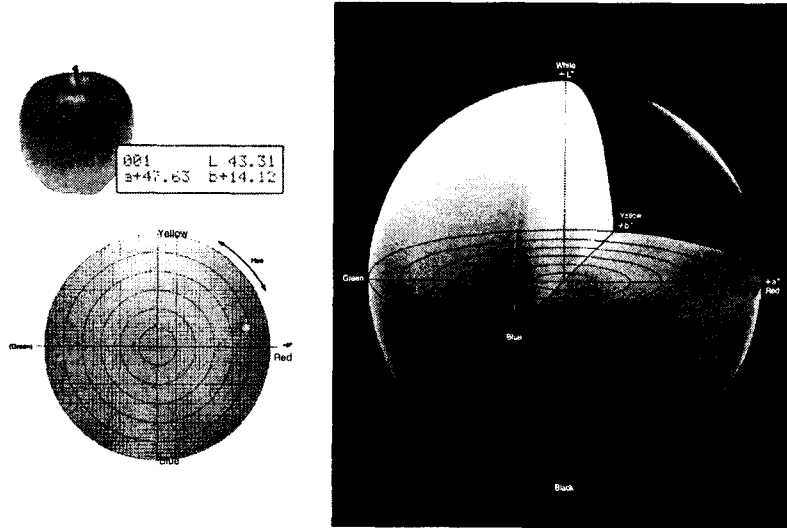 001 L 43.31
a+47.63 b+14.12
Yellow
Hue
(Green)
Red
Blue
White
+L*
Yellow
+b*
Green
+a*
Red
Blue
Black